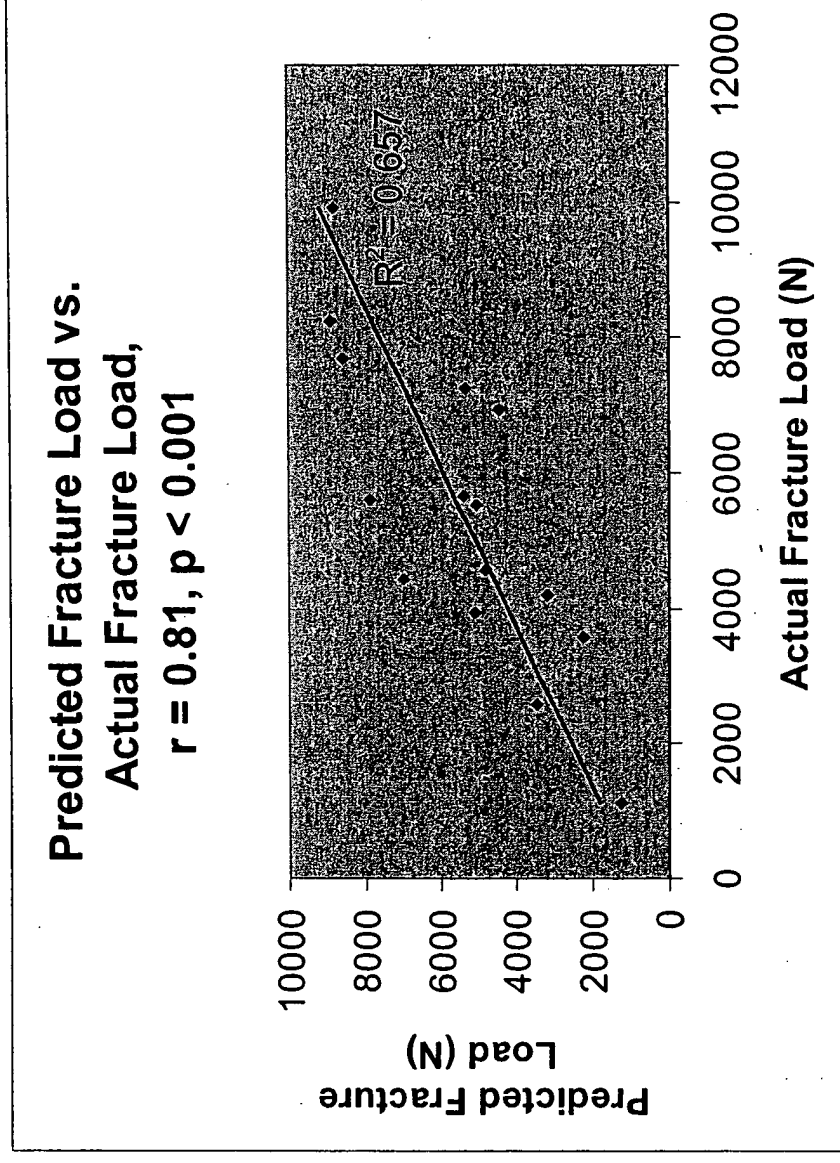 Predicted Fracture Load vs.
Actual Fracture Load,
r = 0.81, p < 0.001
Predicted Fracture
Load (N)
10000
8000
6000
4000
2000
0
R² = 0.657
0
2000
4000
6000
8000
10000
12000
Actual Fracture Load (N)